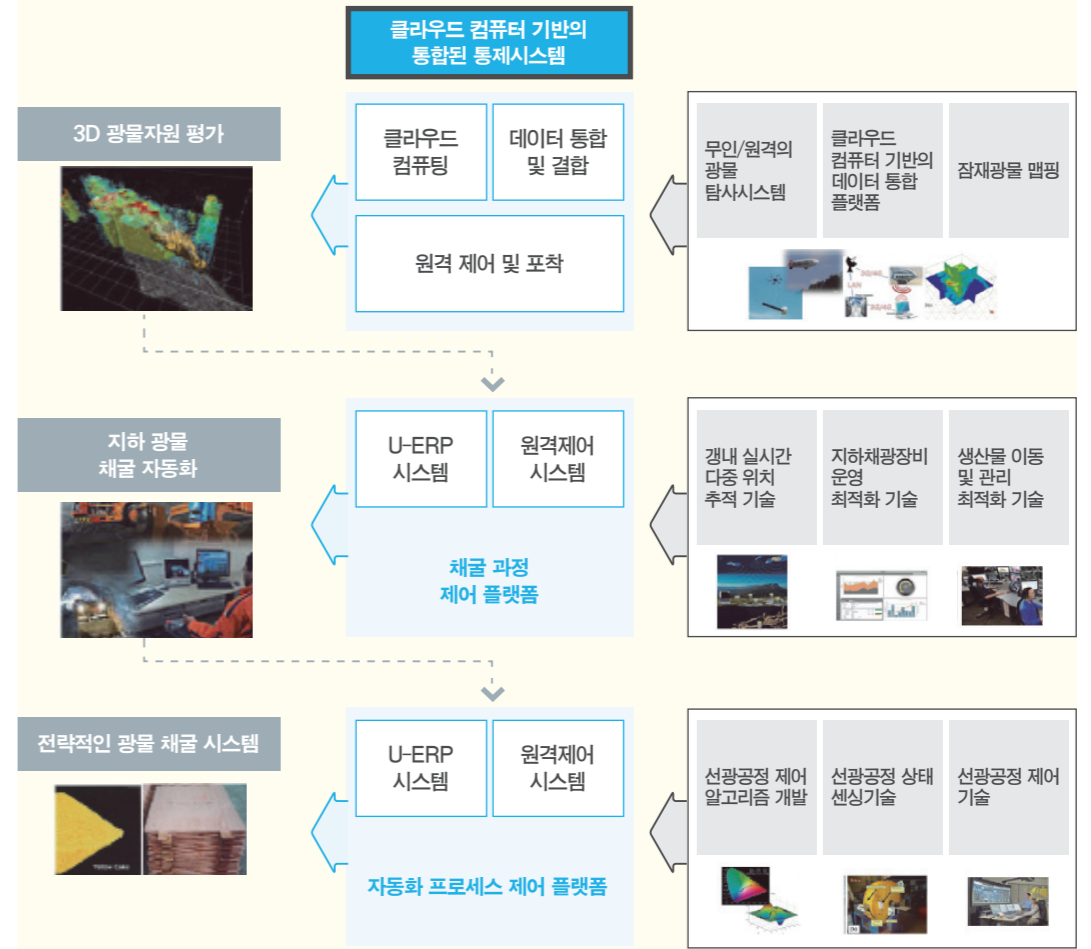 클라우드 컴퓨터 기반의
통합된 통제시스템
3D 광물자원 평가
클라우드
컴퓨팅
데이터 통합
및 결합
원격 제어 및 포착
무인/원격의
광물
탐사시스템
클라우드
컴퓨터 기반의
데이터 통합
플랫폼
잠재광물 맵핑
3G/4G
LAN
3G/4G
지하 광물
채굴 자동화
U-ERP
시스템
원격제어
시스템
채굴 과정
제어 플랫폼
갱내 실시간
다중 위치
추적 기술
지하채광장비
운영
최적화 기술
생산물 이동
및 관리
최적화 기술
전략적인 광물 채굴 시스템
U-ERP
시스템
원격제어
시스템
자동화 프로세스 제어 플랫폼
선광공정 제어
알고리즘 개발
선광공정 상태
센싱기술
선광공정 제어
기술